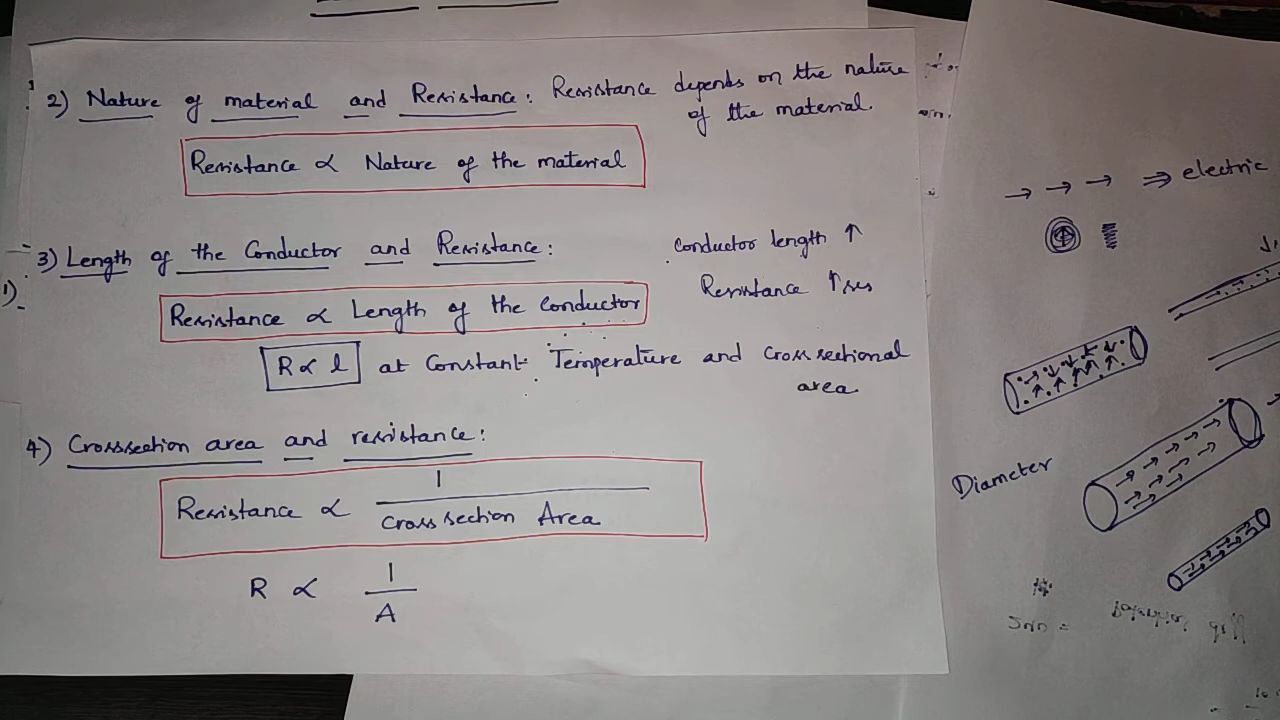 2) Nature of material and Resistance: Resistance depends on the nature
of the material.
Resistance ∝ Nature of the material
3) Length of the Conductor and Resistance:
Conductor length ↑
Resistance ↑ses
Resistance ∝ Length of the conductor
R ∝ l at Constant Temperature and Cross sectional
area
4) Crosssection area and resistance:
Resistance ∝ 1
Cross section Area
R ∝ 1
A
1)
→ → → ⇒ electric
Diameter